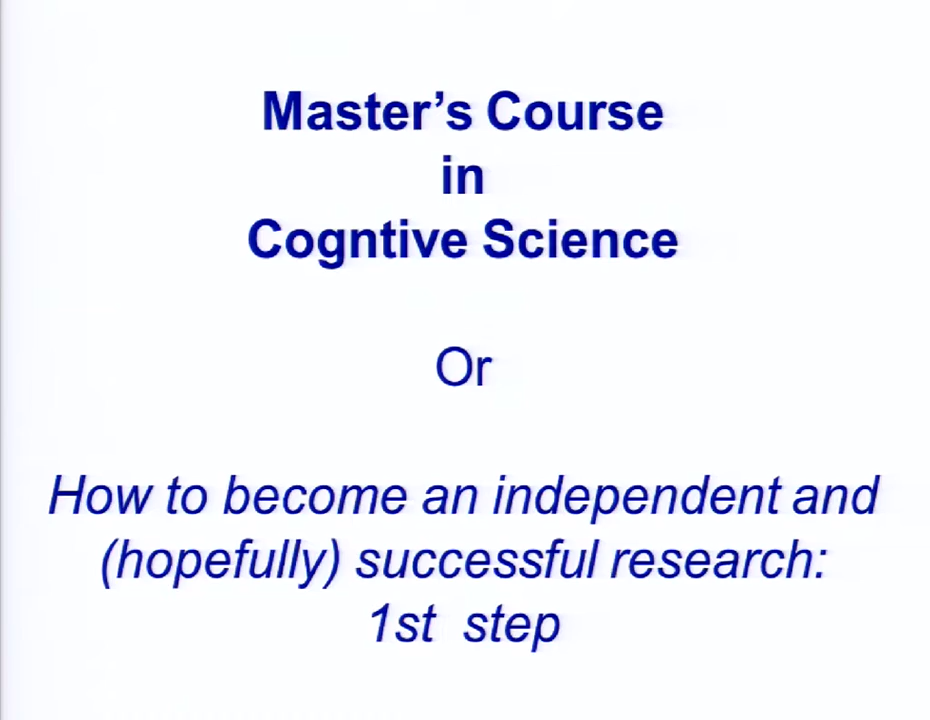 Master’s Course
in
Cogntive Science
Or
How to become an independent and
(hopefully) successful research:
1st step